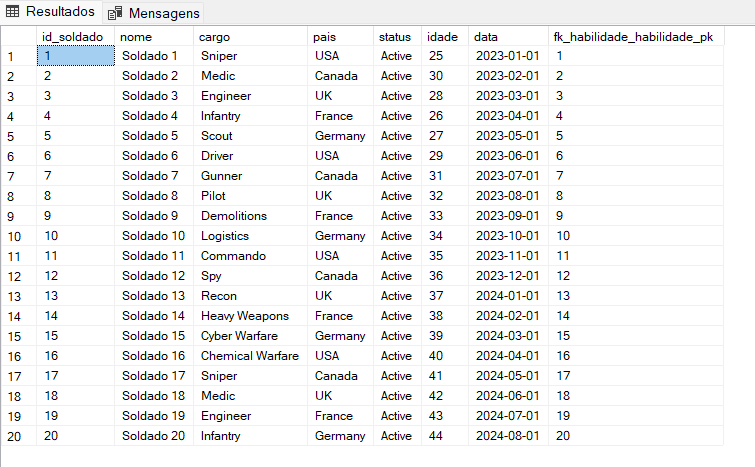 Resultados Mensagens
id_soldado nome cargo pais status idade data fk_habilidade_habilidade_pk
1 1 Soldado 1 Sniper USA Active 25 2023-01-01 1
2 2 Soldado 2 Medic Canada Active 30 2023-02-01 2
3 3 Soldado 3 Engineer UK Active 28 2023-03-01 3
4 4 Soldado 4 Infantry France Active 26 2023-04-01 4
5 5 Soldado 5 Scout Germany Active 27 2023-05-01 5
6 6 Soldado 6 Driver USA Active 29 2023-06-01 6
7 7 Soldado 7 Gunner Canada Active 31 2023-07-01 7
8 8 Soldado 8 Pilot UK Active 32 2023-08-01 8
9 9 Soldado 9 Demolitions France Active 33 2023-09-01 9
10 10 Soldado 10 Logistics Germany Active 34 2023-10-01 10
11 11 Soldado 11 Commando USA Active 35 2023-11-01 11
12 12 Soldado 12 Spy Canada Active 36 2023-12-01 12
13 13 Soldado 13 Recon UK Active 37 2024-01-01 13
14 14 Soldado 14 Heavy Weapons France Active 38 2024-02-01 14
15 15 Soldado 15 Cyber Warfare Germany Active 39 2024-03-01 15
16 16 Soldado 16 Chemical Warfare USA Active 40 2024-04-01 16
17 17 Soldado 17 Sniper Canada Active 41 2024-05-01 17
18 18 Soldado 18 Medic UK Active 42 2024-06-01 18
19 19 Soldado 19 Engineer France Active 43 2024-07-01 19
20 20 Soldado 20 Infantry Germany Active 44 2024-08-01 20